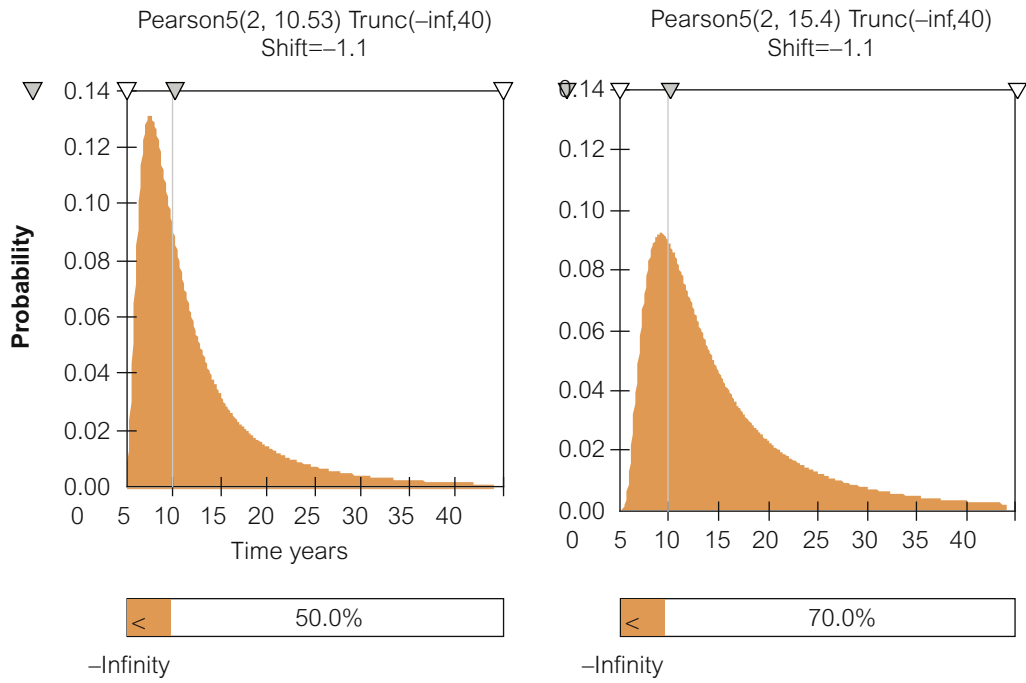 Pearson5(2, 10.53) Trunc(–inf,40)
Shift=–1.1
0.14
0.12
0.10
0.08
0.06
0.04
0.02
0.00
Probability
0 5 10 15 20 25 30 35 40
Time years
< 50.0%
–Infinity
Pearson5(2, 15.4) Trunc(–inf,40)
Shift=–1.1
0.14
0.12
0.10
0.08
0.06
0.04
0.02
0.00
0 5 10 15 20 25 30 35 40
< 70.0%
–Infinity